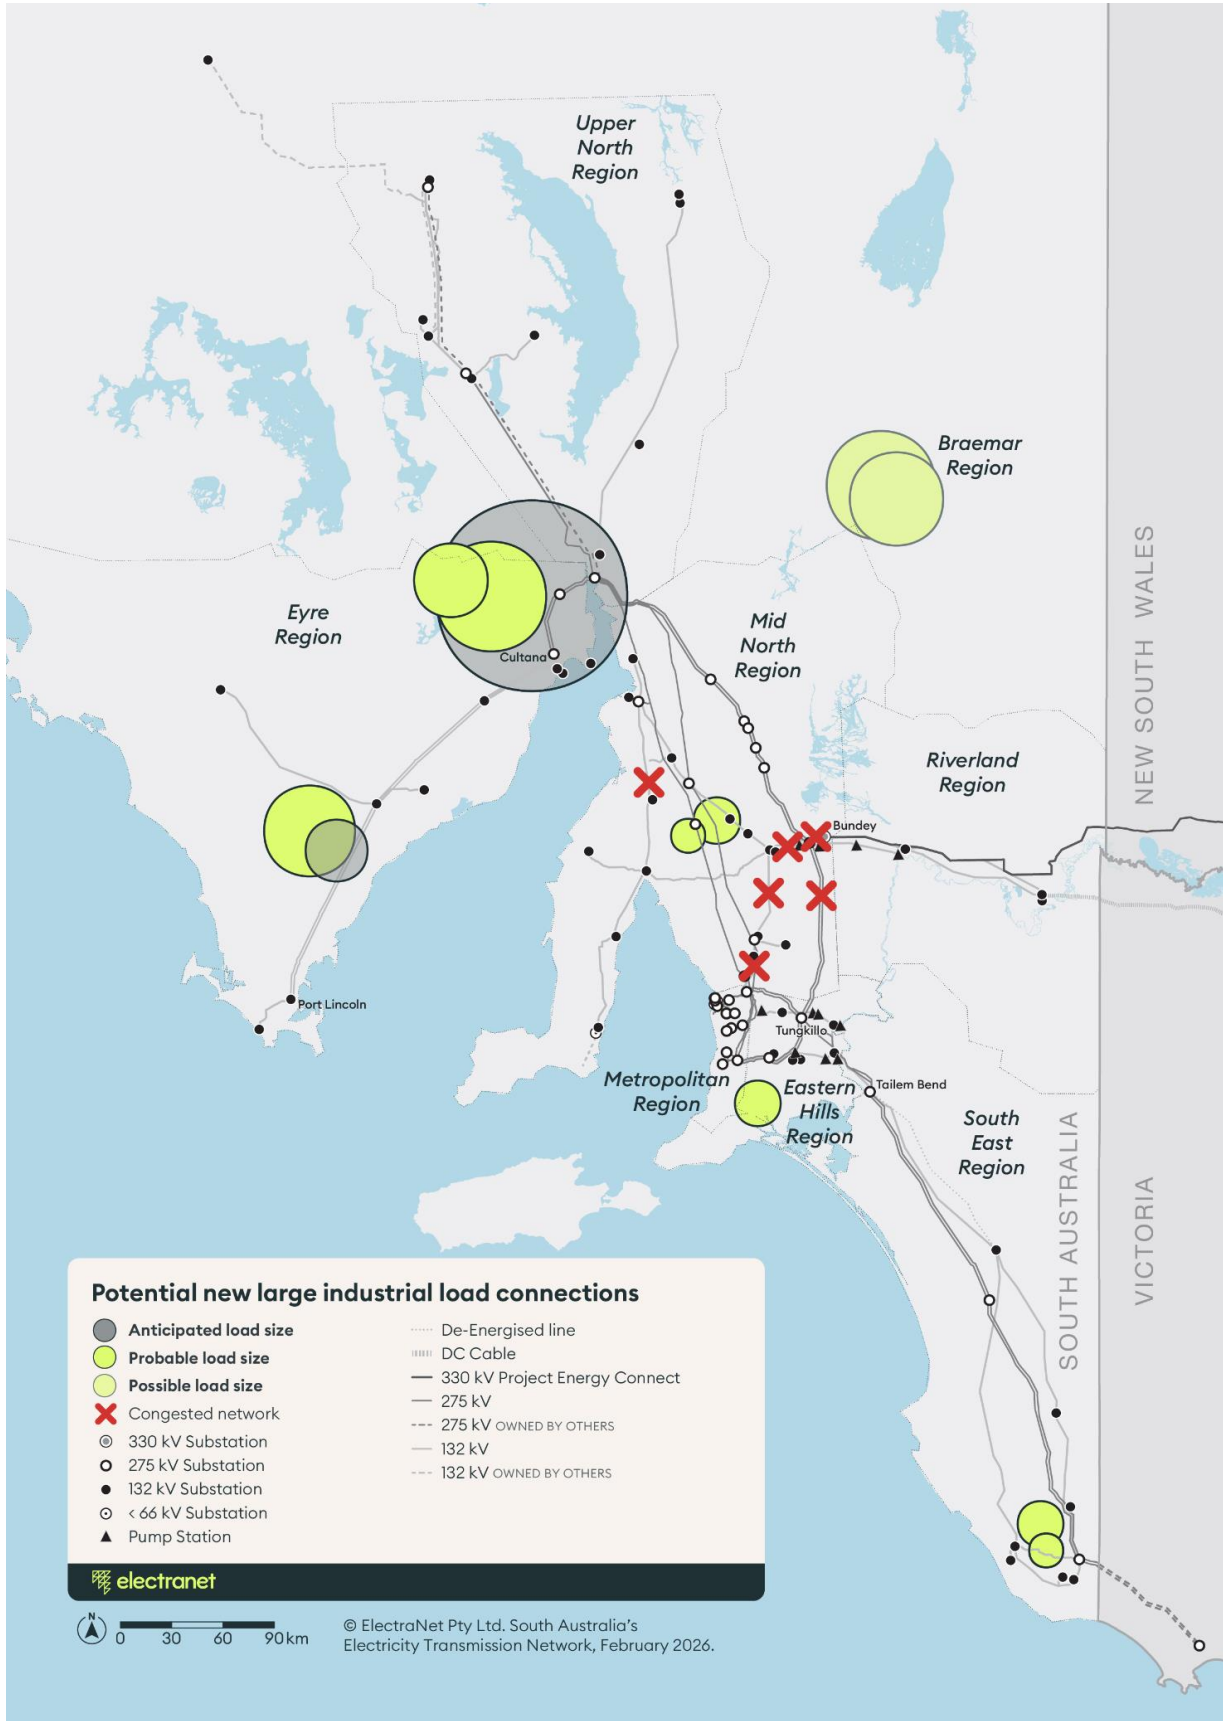 Upper
North
Region
Braemar
Region
Eyre
Region
Mid
North
Region
Cultana
Riverland
Region
NEW SOUTH WALES
Bundey
Port Lincoln
Tungkillo
Metropolitan
Region
Eastern
Hills
Region
Tailem Bend
South
East
Region
SOUTH AUSTRALIA
VICTORIA
Potential new large industrial load connections
Anticipated load size
Probable load size
Possible load size
Congested network
330 kV Substation
275 kV Substation
132 kV Substation
< 66 kV Substation
Pump Station
De-Energised line
DC Cable
330 kV Project Energy Connect
275 kV
275 kV OWNED BY OTHERS
132 kV
132 kV OWNED BY OTHERS
electranet
N
0 30 60 90 km
© ElectraNet Pty Ltd. South Australia's
Electricity Transmission Network, February 2026.